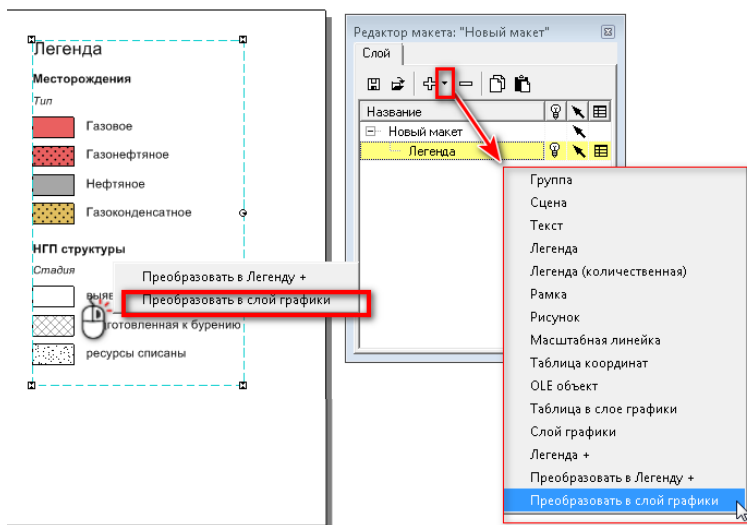 Легенда
Месторождения
Тип
Газовое
Газонефтяное
Нефтяное
Газоконденсатное
НГП структуры
Стадия
Преобразовать в Легенду +
Преобразовать в слой графики
к бурению
ресурсы списаны
Редактор макета: "Новый макет"
Слой
Название
Новый макет
Легенда
Группа
Сцена
Текст
Легенда
Легенда (количественная)
Рамка
Рисунок
Масштабная линейка
Таблица координат
OLE объект
Таблица в слое графики
Слой графики
Легенда +
Преобразовать в Легенду +
Преобразовать в слой графики